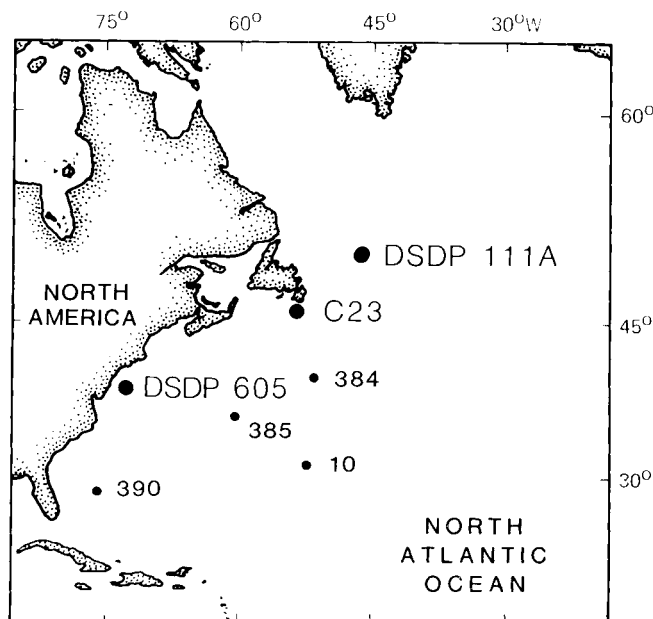 75° 60° 45° 30°W
60°
DSDP 111A
NORTH
AMERICA
C23
45°
384
DSDP 605
385
10
390
30°
NORTH
ATLANTIC
OCEAN